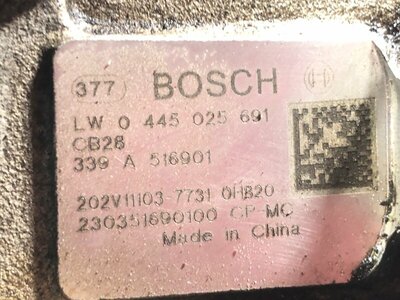 377 BOSCH
LW 0 445 025 691
CB28
339 A 516901
202V11103-7731 0HB20
230351690100 CP-MC
Made in China